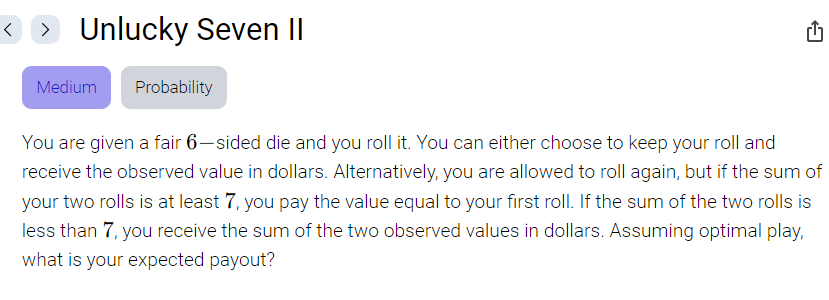 Unlucky Seven II
Medium Probability
You are given a fair 6−sided die and you roll it. You can either choose to keep your roll and
receive the observed value in dollars. Alternatively, you are allowed to roll again, but if the sum of
your two rolls is at least 7, you pay the value equal to your first roll. If the sum of the two rolls is
less than 7, you receive the sum of the two observed values in dollars. Assuming optimal play,
what is your expected payout?